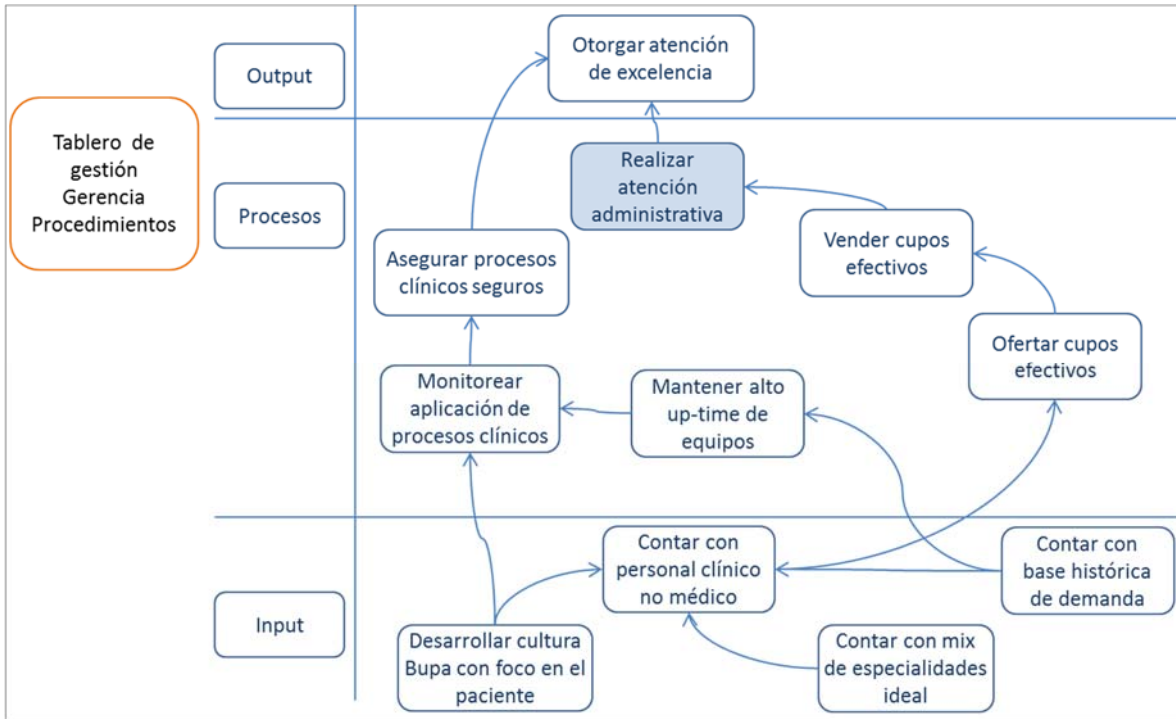 Tablero de
gestión
Gerencia
Procedimientos
Output
Otorgar atención
de excelencia
Procesos
Realizar
atención
administrativa
Vender cupos
efectivos
Asegurar procesos
clínicos seguros
Ofertar cupos
efectivos
Monitorear
aplicación de
procesos clínicos
Mantener alto
up-time de
equipos
Input
Contar con
personal clínico
no médico
Contar con
base histórica
de demanda
Desarrollar cultura
Bupa con foco en el
paciente
Contar con mix
de especialidades
ideal